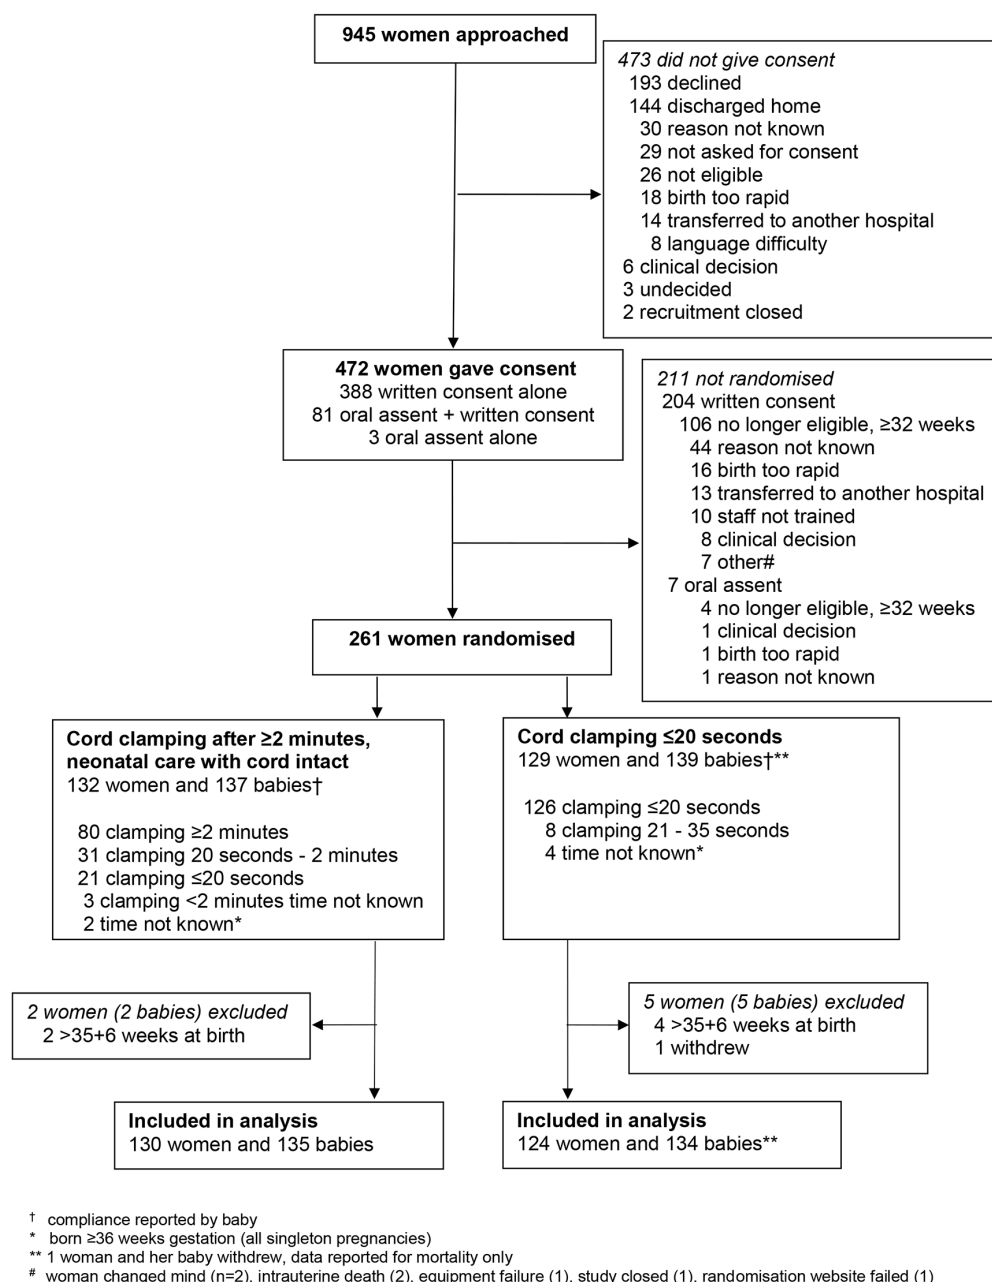 945 women approached
473 did not give consent
193 declined
144 discharged home
30 reason not known
29 not asked for consent
26 not eligible
18 birth too rapid
14 transferred to another hospital
8 language difficulty
6 clinical decision
3 undecided
2 recruitment closed
472 women gave consent
388 written consent alone
81 oral assent + written consent
3 oral assent alone
211 not randomised
204 written consent
106 no longer eligible, ≥32 weeks
44 reason not known
16 birth too rapid
13 transferred to another hospital
10 staff not trained
8 clinical decision
7 other#
7 oral assent
4 no longer eligible, ≥32 weeks
1 clinical decision
1 birth too rapid
1 reason not known
261 women randomised
Cord clamping after ≥2 minutes,
neonatal care with cord intact
132 women and 137 babies†
80 clamping ≥2 minutes
31 clamping 20 seconds - 2 minutes
21 clamping ≤20 seconds
3 clamping <2 minutes time not known
2 time not known*
Cord clamping ≤20 seconds
129 women and 139 babies†**
126 clamping ≤20 seconds
8 clamping 21 - 35 seconds
4 time not known*
2 women (2 babies) excluded
2 >35+6 weeks at birth
5 women (5 babies) excluded
4 >35+6 weeks at birth
1 withdrew
Included in analysis
130 women and 135 babies
Included in analysis
124 women and 134 babies**
† compliance reported by baby
* born ≥36 weeks gestation (all singleton pregnancies)
** 1 woman and her baby withdrew, data reported for mortality only
# woman changed mind (n=2), intrauterine death (2), equipment failure (1), study closed (1), randomisation website failed (1)